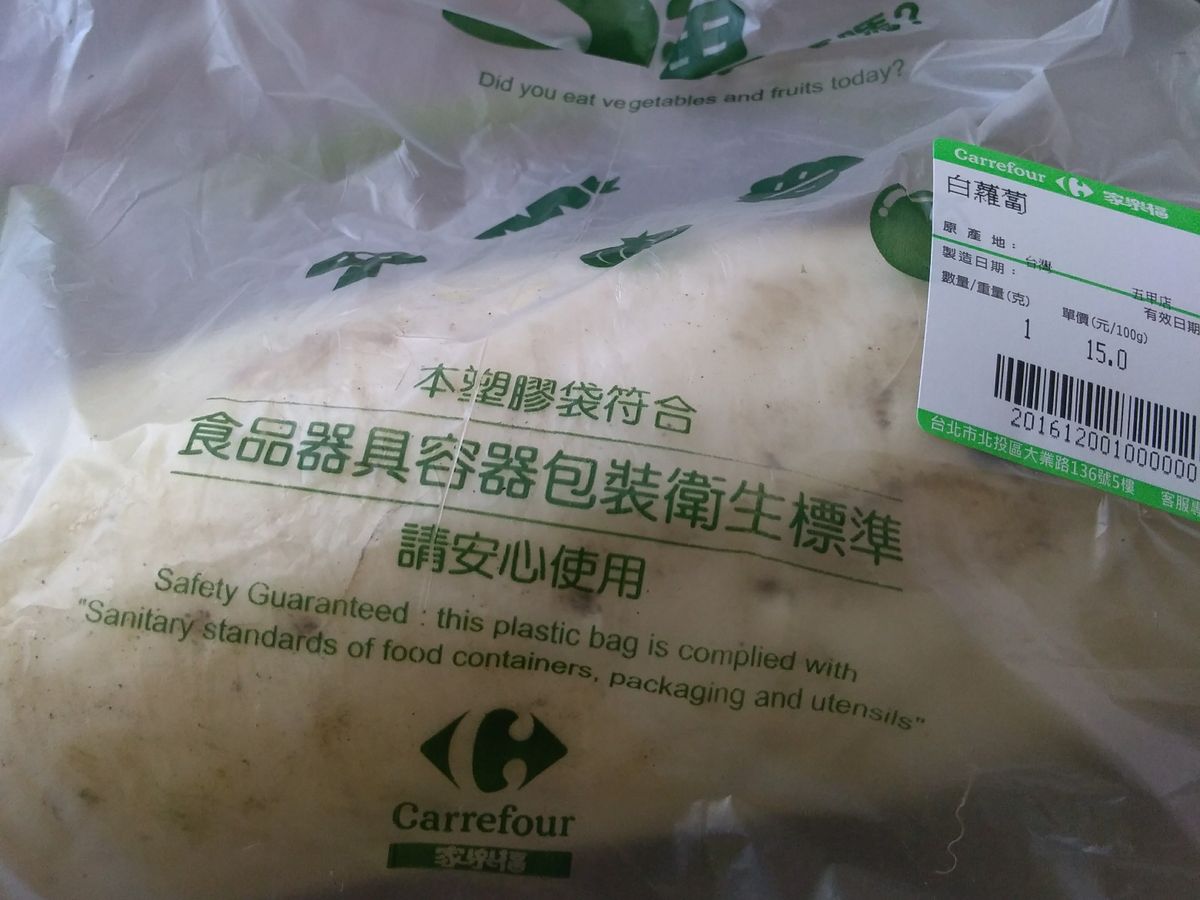 嗎?
Did you eat vegetables and fruits today?
Carrefour 家樂福
白蘿蔔
原產地:
台灣
製造日期:
五甲店
有效日期
數量/重量(克)
單價(元/100g)
1
15.0
201612001000000
台北市北投區大業路136號5樓
本塑膠袋符合
食品器具容器包裝衛生標準
請安心使用
Safety Guaranteed : this plastic bag is complied with
"Sanitary standards of food containers, packaging and utensils"
Carrefour
家樂福